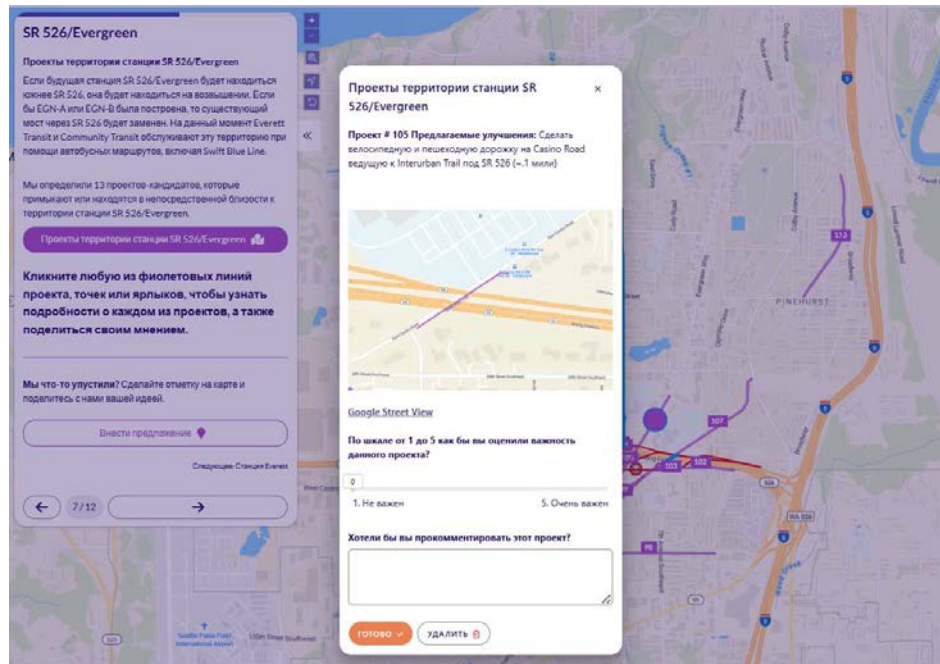 SR 526/Evergreen
Проекты территории станции SR 526/Evergreen
Если будущая станция SR 526/Evergreen будет находиться
южнее SR 526, она будет находиться на возвышении. Если
бы EGN-A или EGN-B была построена, то существующий
мост через SR 526 будет заменен. На данный момент Everett
Transit и Community Transit обслуживают эту территорию при
помощи автобусных маршрутов, включая Swift Blue Line.
Мы определили 13 проектов-кандидатов, которые
примыкают или находятся в непосредственной близости к
территории станции SR 526/Evergreen.
Проекты территории станции SR 526/Evergreen
Кликните любую из фиолетовых линий
проекта, точек или ярлыков, чтобы узнать
подробности о каждом из проектов, а также
поделиться своим мнением.
Мы что-то упустили? Сделайте отметку на карте и
поделитесь с нами вашей идеей.
Внести предложение
Следующее: Станция Everett
7/12
Проекты территории станции SR
526/Evergreen
Проект # 105 Предлагаемые улучшения: Сделать
велосипедную и пешеходную дорожку на Casino Road
ведущую к Interurban Trail под SR 526 (~.1 мили)
Google Street View
По шкале от 1 до 5 как бы вы оценили важность
данного проекта?
0
1. Не важен
5. Очень важен
Хотели бы вы прокомментировать этот проект?
ГОТОВО
УДАЛИТЬ
PINEHURST
107
103
102
526
WA 526
100th Street Southwest